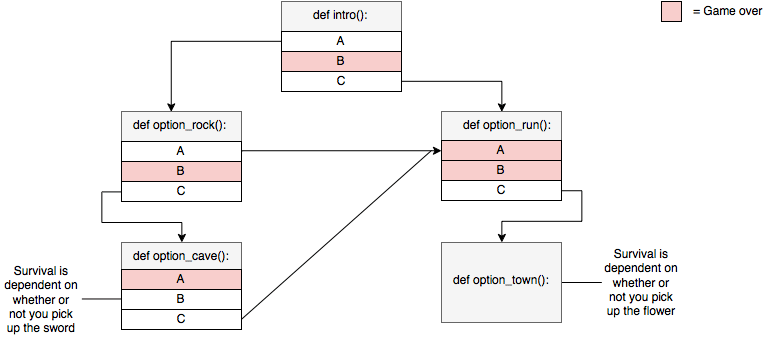 def intro():
= Game over
A
B
C
def option_rock():
A
B
C
def option_run():
A
B
C
def option_cave():
A
B
C
Survival is
dependent on
whether or
not you pick
up the sword
def option_town():
Survival is
dependent on
whether or
not you pick
up the flower